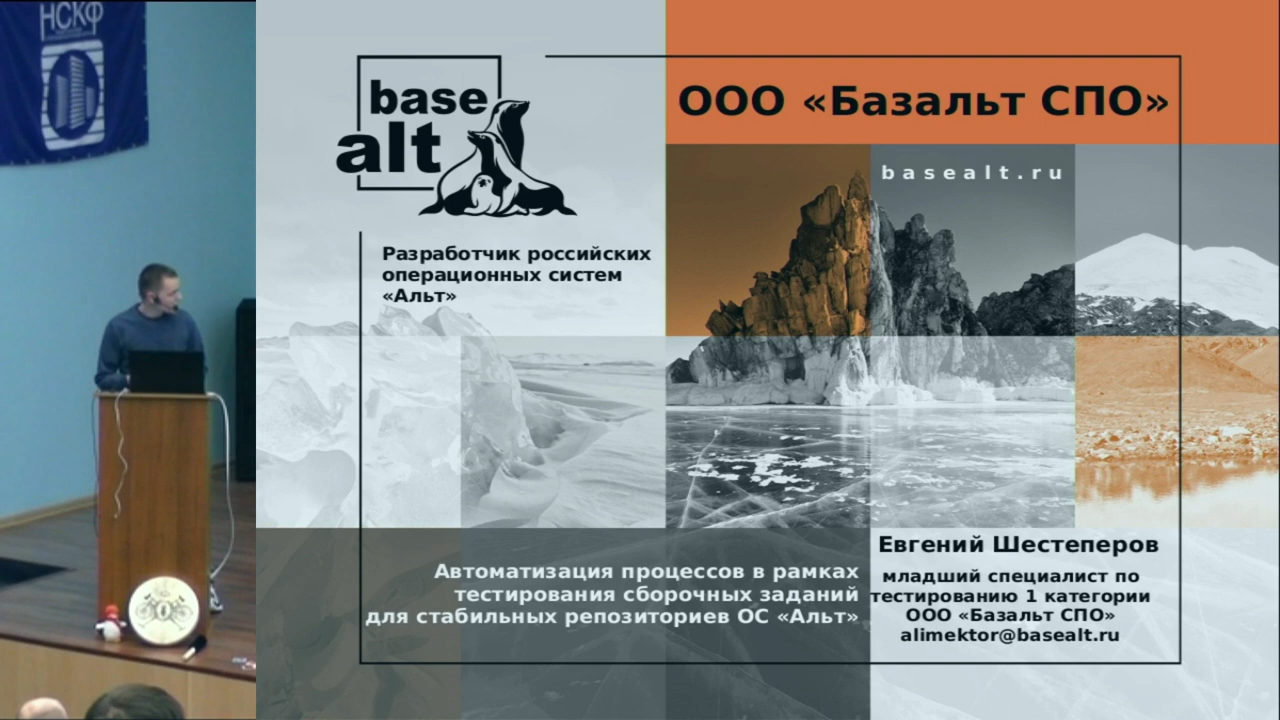 НСКФ
base
alt
ООО «Базальт СПО»
basealt.ru
Разработчик российских
операционных систем
«Альт»
Автоматизация процессов в рамках
тестирования сборочных заданий
для стабильных репозиториев ОС «Альт»
Евгений Шестеперов
младший специалист по
тестированию 1 категории
ООО «Базальт СПО»
alimektor@basealt.ru